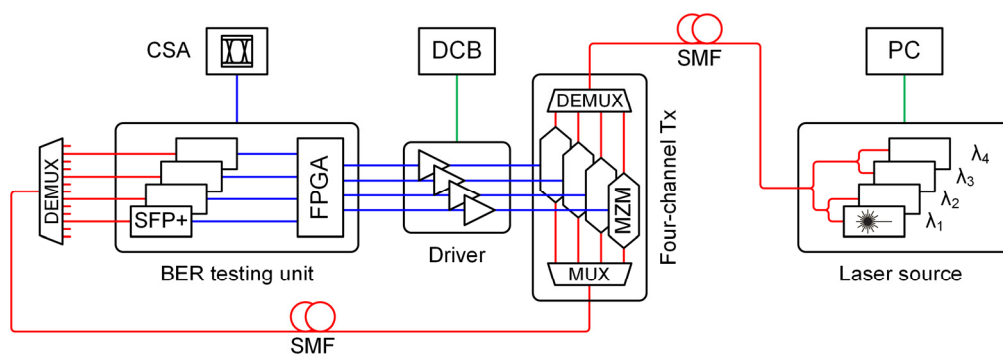 CSA
DCB
SMF
PC
DEMUX
DEMUX
FPGA
SFP+
MZM
MUX
Four-channel Tx
λ4
λ3
λ2
λ1
BER testing unit
Driver
Laser source
SMF